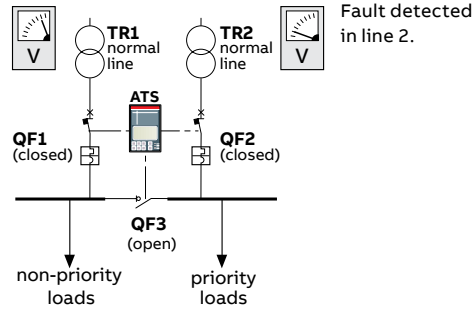 V
TR1
normal
line
TR2
normal
line
V
Fault detected
in line 2.
ATS
QF1
(closed)
QF2
(closed)
QF3
(open)
non-priority
loads
priority
loads